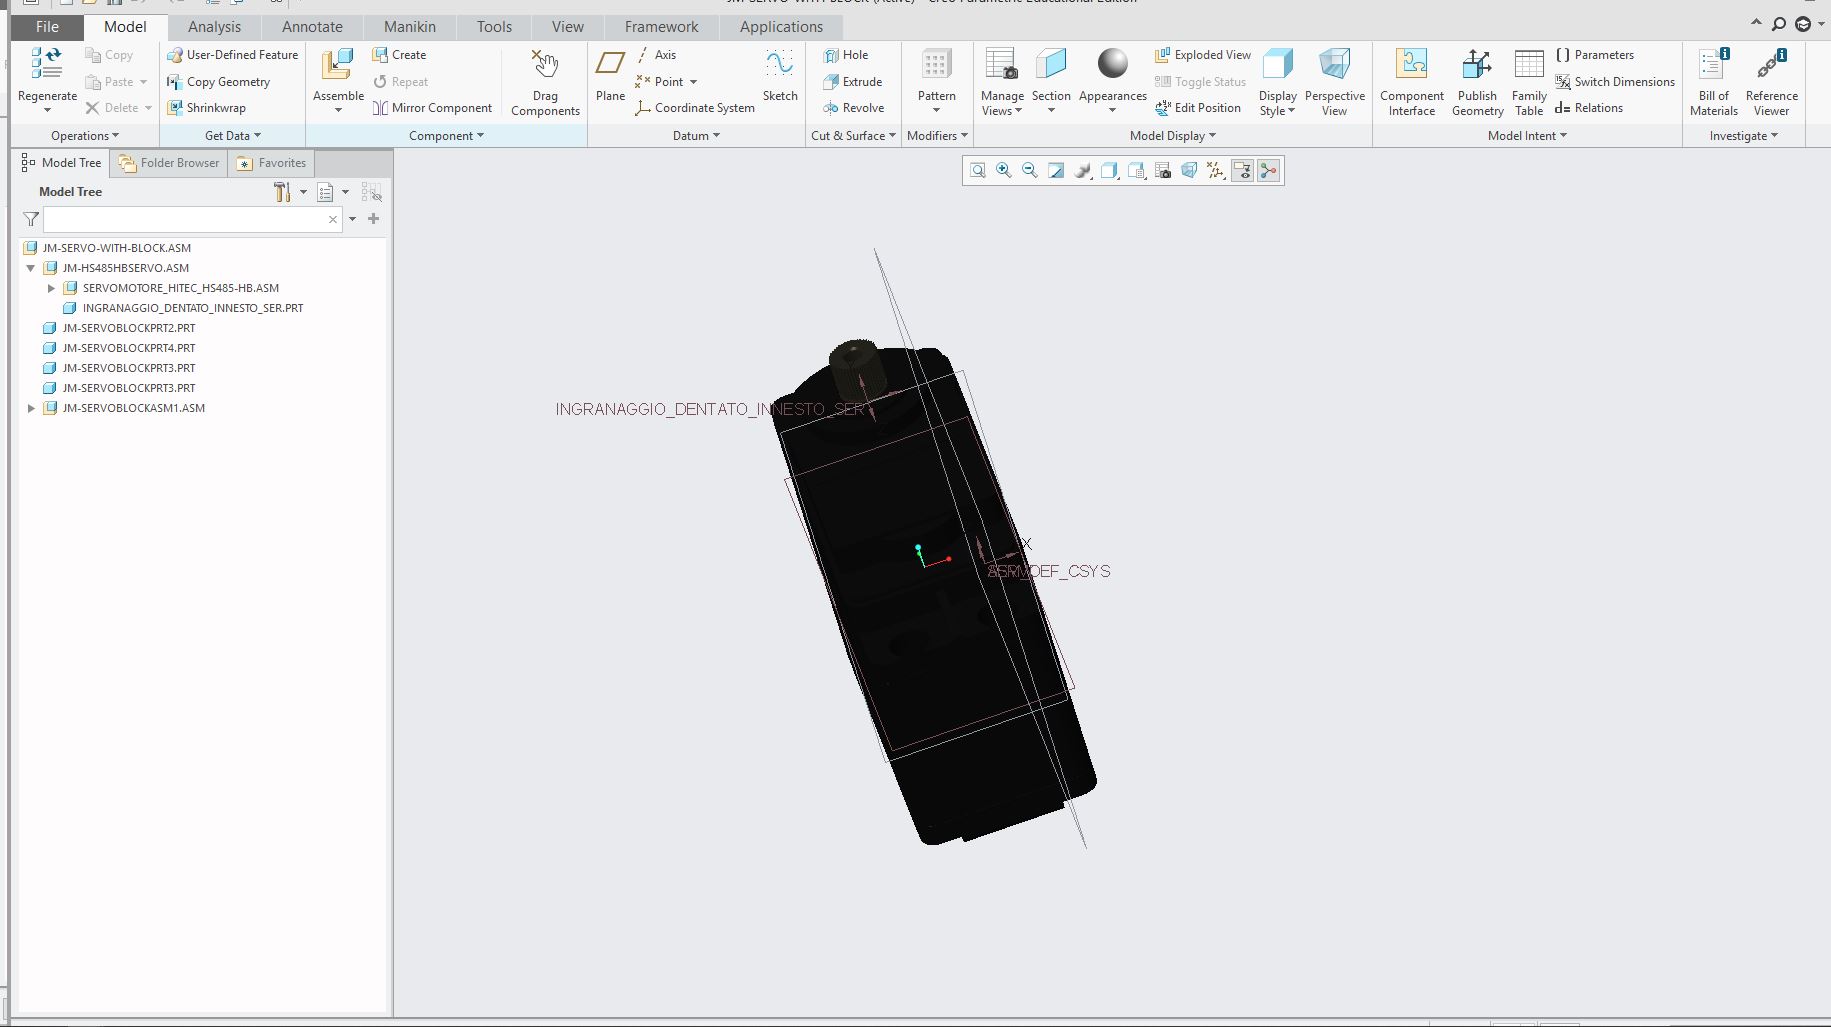 File Model Analysis Annotate Manikin Tools View Framework Applications
Regenerate
Copy
Paste
Delete
Operations
User-Defined Feature
Copy Geometry
Shrinkwrap
Get Data
Assemble
Create
Repeat
Mirror Component
Drag
Components
Component
Plane
Axis
Point
Coordinate System
Sketch
Datum
Hole
Extrude
Revolve
Cut & Surface
Pattern
Modifiers
Manage
Views
Section
Appearances
Exploded View
Toggle Status
Edit Position
Display
Style
Perspective
View
Model Display
Component
Interface
Publish
Geometry
Family
Table
Parameters
Switch Dimensions
d= Relations
Model Intent
Bill of
Materials
Reference
Viewer
Investigate
Model Tree Folder Browser Favorites
Model Tree
JM-SERVO-WITH-BLOCK.ASM
JM-HS485HBSERVO.ASM
SERVOMOTORE_HITEC_HS485-HB.ASM
INGRANAGGIO_DENTATO_INNESTO_SER.PRT
JM-SERVOBLOCKPRT2.PRT
JM-SERVOBLOCKPRT4.PRT
JM-SERVOBLOCKPRT3.PRT
JM-SERVOBLOCKPRT3.PRT
JM-SERVOBLOCKASM1.ASM
INGRANAGGIO_DENTATO_INNESTO_SER
X